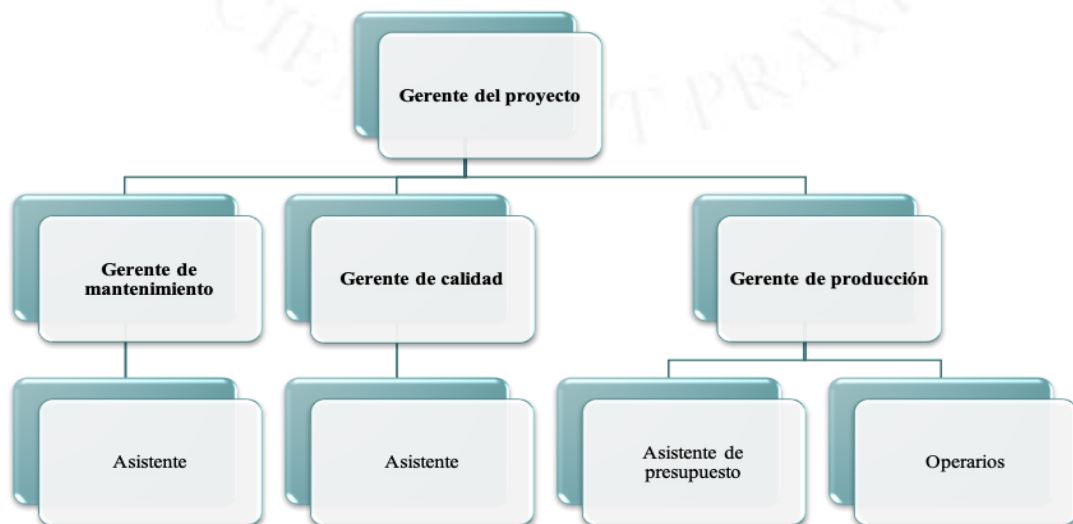 Gerente del proyecto
Gerente de
mantenimiento
Gerente de calidad
Gerente de producción
Asistente
Asistente
Asistente de
presupuesto
Operarios